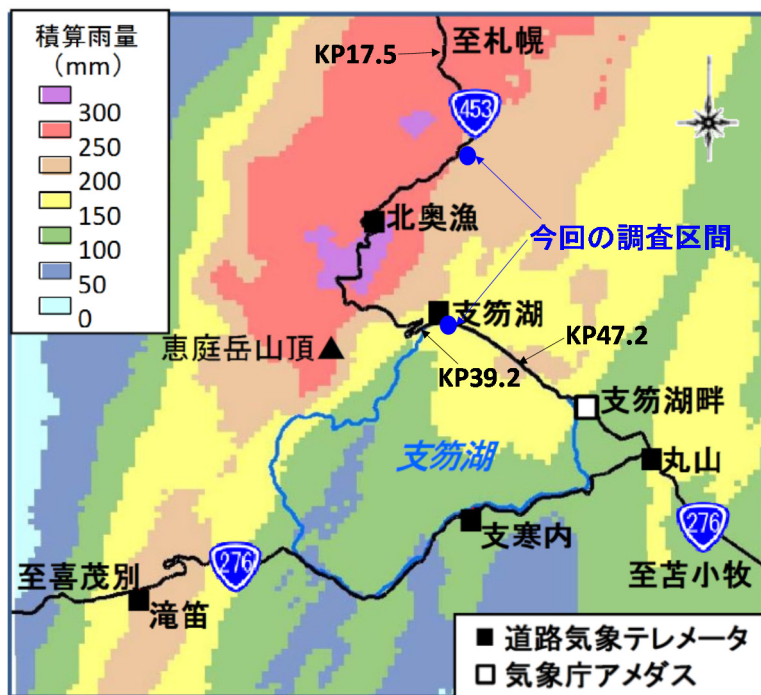 積算雨量
（mm）
300
250
200
150
100
50
0
KP17.5
至札幌
453
北奥漁
今回の調査区間
支笏湖
恵庭岳山頂▲
KP39.2
KP47.2
支笏湖畔
支笏湖
丸山
276
支寒内
276
至喜茂別
滝笛
至苫小牧
■ 道路気象テレメータ
□ 気象庁アメダス